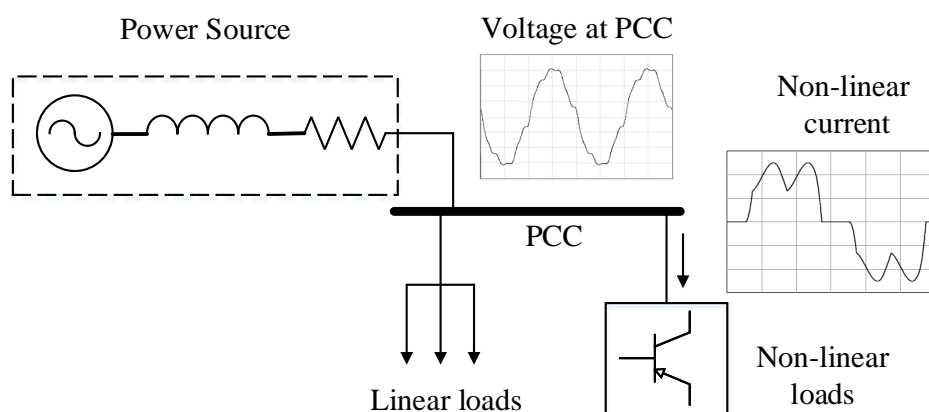 Power Source
Voltage at PCC
Non-linear
current
PCC
Linear loads
Non-linear
loads